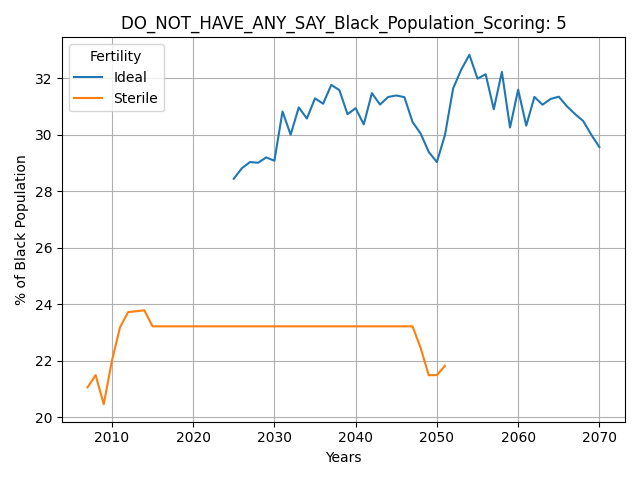 DO_NOT_HAVE_ANY_SAY_Black_Population_Scoring: 5
Fertility
Ideal
Sterile
% of Black Population
32
30
28
26
24
22
20
2010 2020 2030 2040 2050 2060 2070
Years